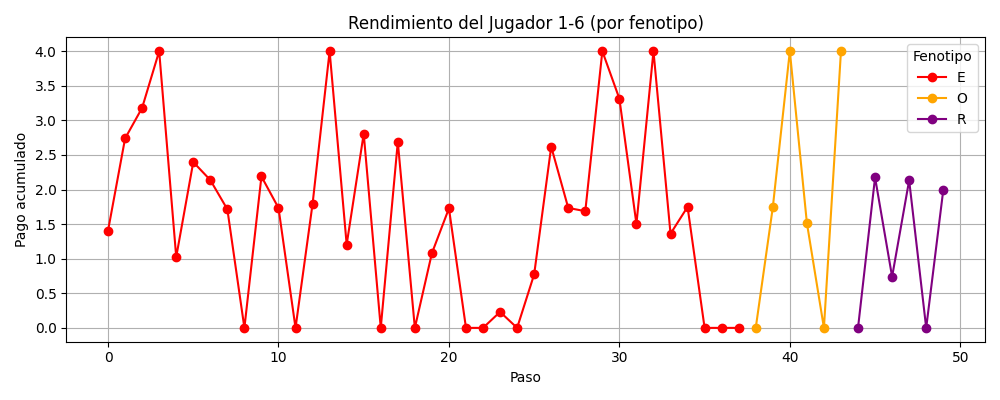 Rendimiento del Jugador 1-6 (por fenotipo)
Pago acumulado
4.0
3.5
3.0
2.5
2.0
1.5
1.0
0.5
0.0
Fenotipo
E
O
R
0 10 20 30 40 50
Paso